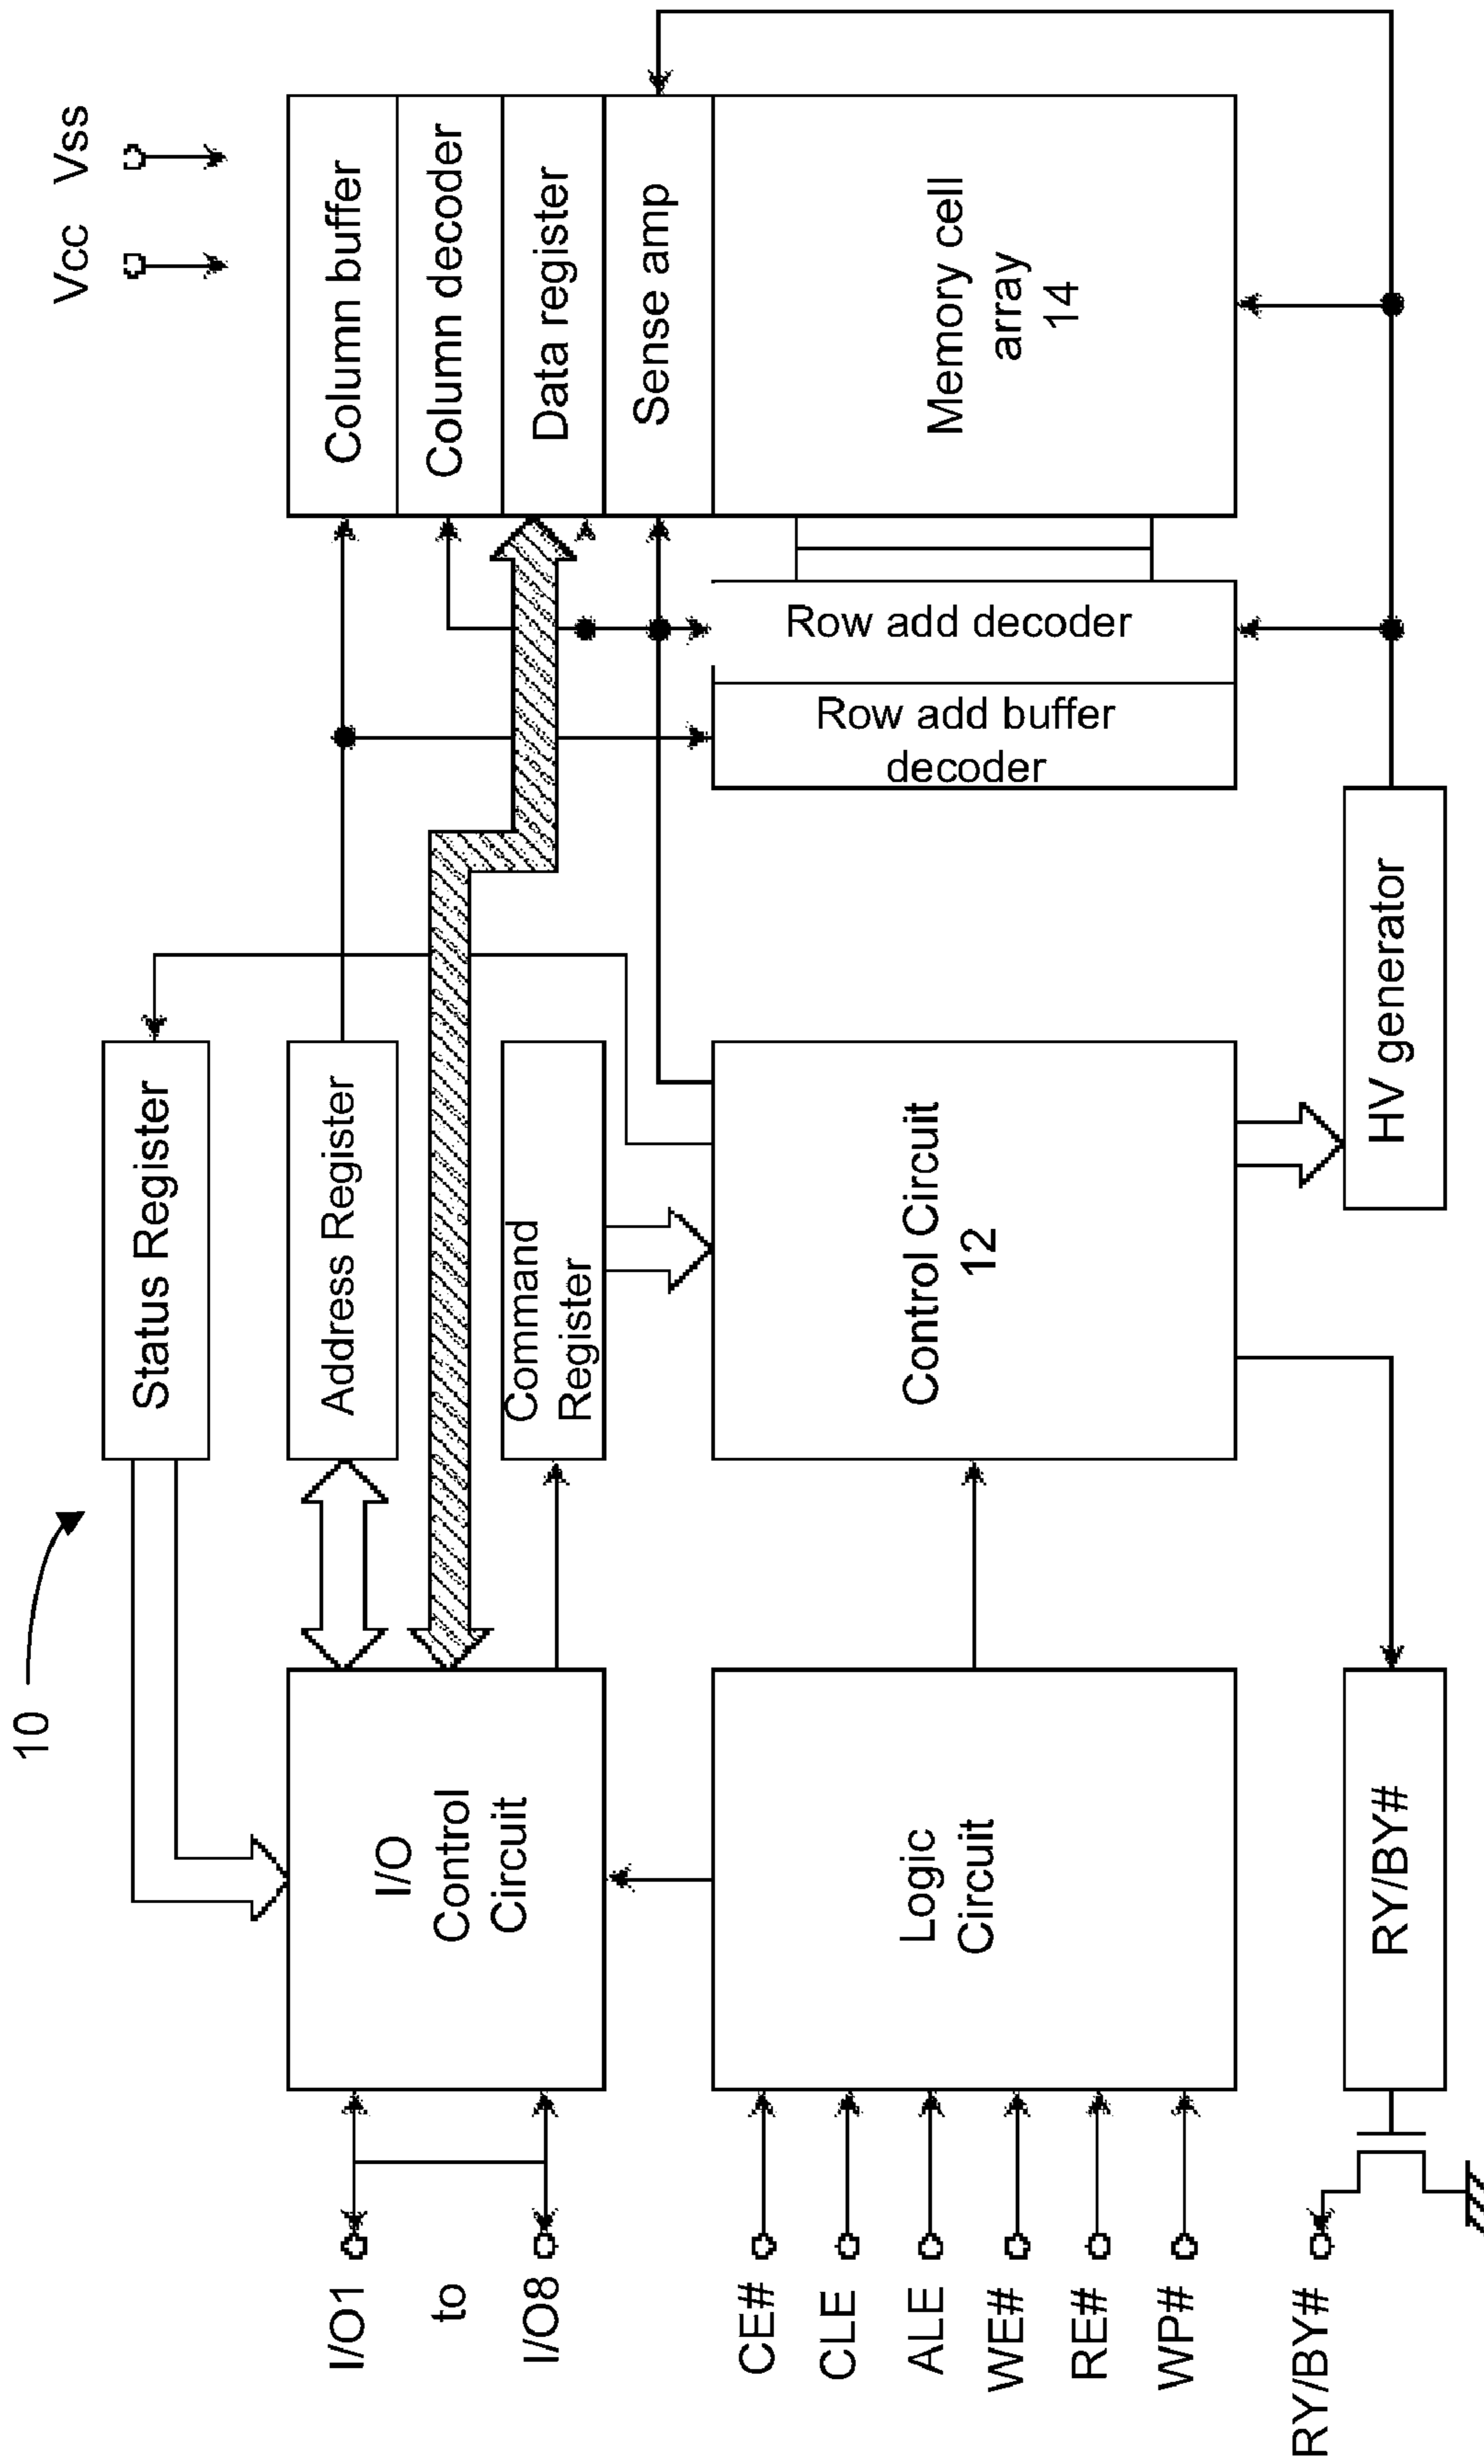 10
Vcc
Vss
Status Register
I/O1
to
I/O8
I/O
Control
Circuit
Address Register
Command
Register
Column buffer
Column decoder
Data register
Sense amp
CE#
CLE
ALE
WE#
RE#
WP#
Logic
Circuit
Control Circuit
12
Row add buffer
decoder
Row add decoder
Memory cell
array
14
RY/BY#
RY/BY#
HV generator